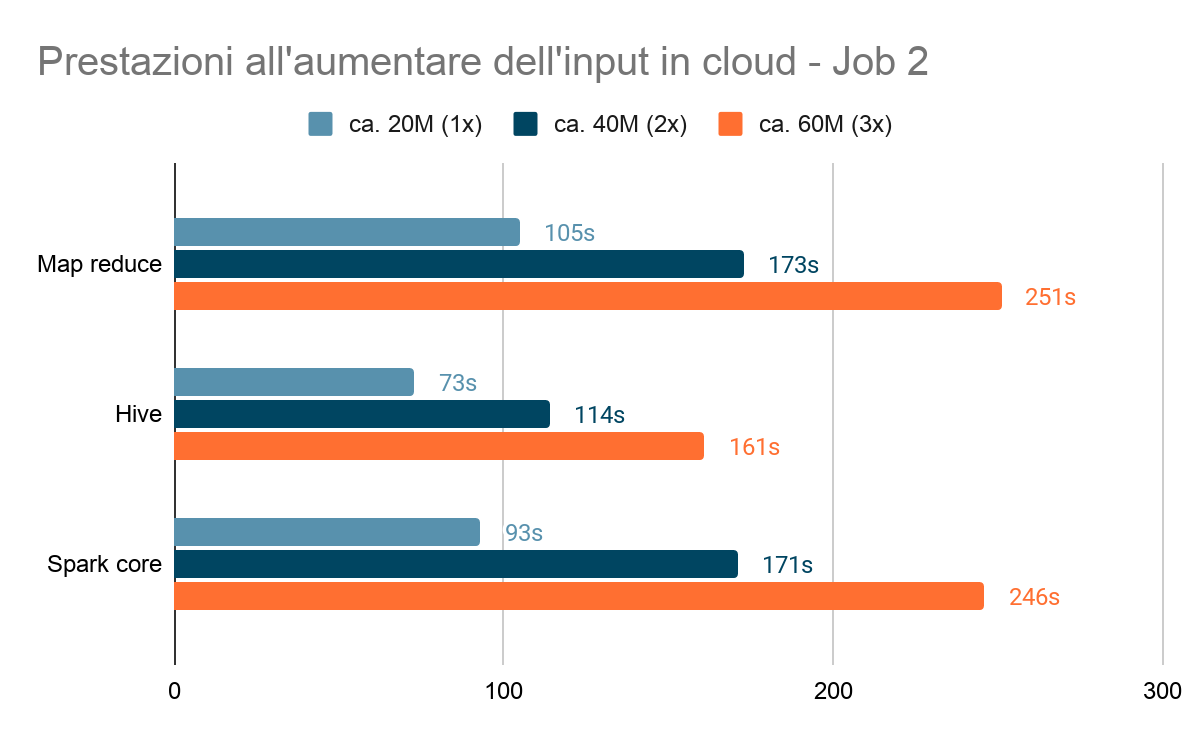 Prestazioni all'aumentare dell'input in cloud - Job 2
ca. 20M (1x) ca. 40M (2x) ca. 60M (3x)
105s
Map reduce 173s
251s
73s
Hive 114s
161s
93s
Spark core 171s
246s
0 100 200 300